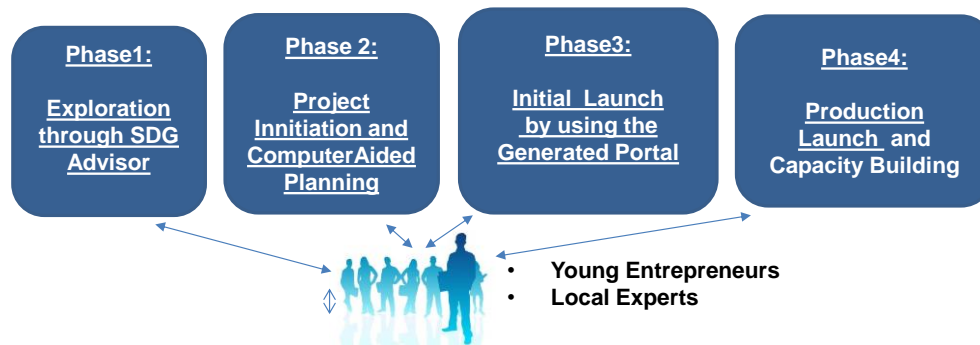 Phase1:
Exploration
through SDG
Advisor
Phase 2:
Project
Innitiation and
ComputerAided
Planning
Phase3:
Initial Launch
by using the
Generated Portal
Phase4:
Production
Launch and
Capacity Building
• Young Entrepreneurs
• Local Experts